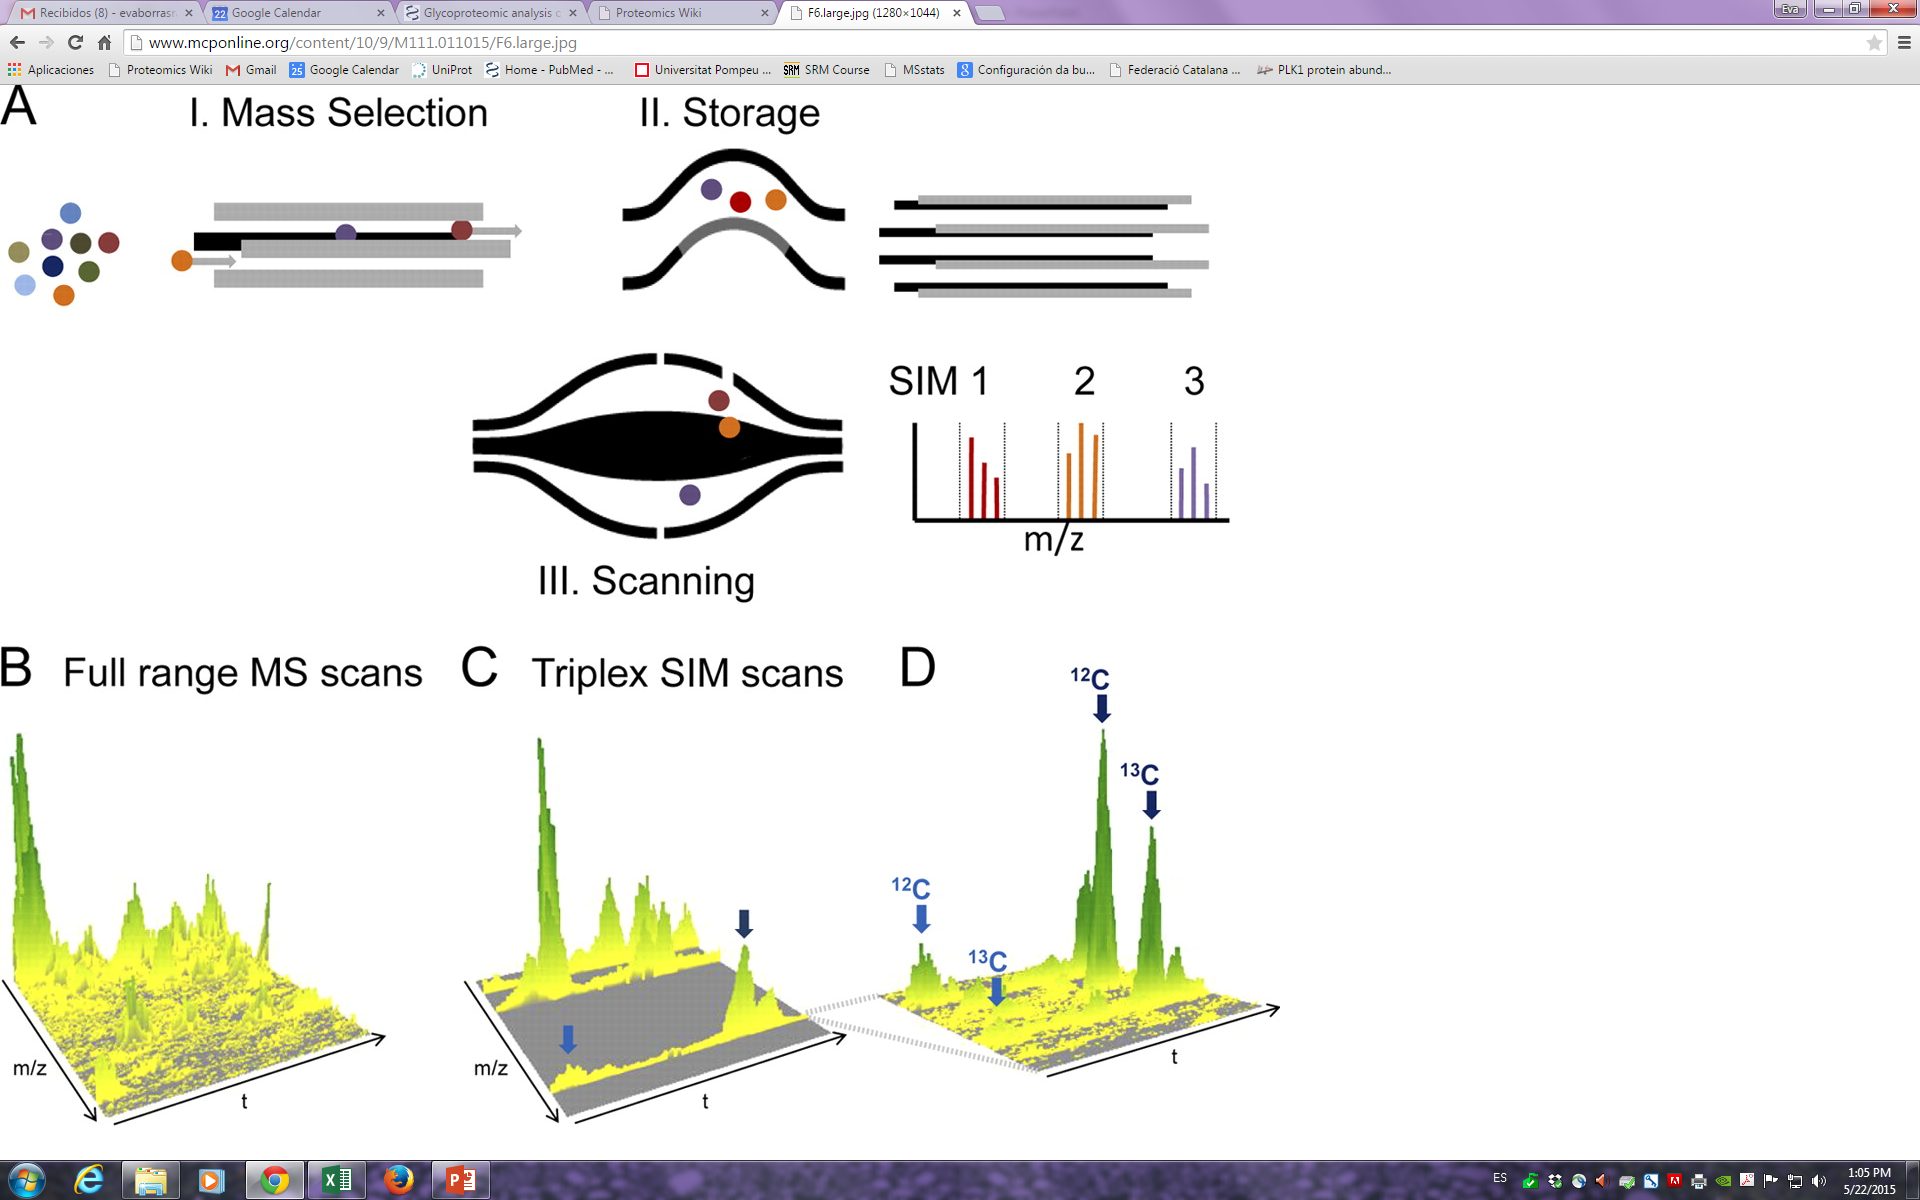 Recibidos (8) - evaborrasr
Google Calendar
Glycoproteomic analysis o
Proteomics Wiki
F6.large.jpg (1280×1044)
Eva
www.mcponline.org/content/10/9/M111.011015/F6.large.jpg
Aplicaciones
Proteomics Wiki
Gmail
25
Google Calendar
UniProt
Home - PubMed - ...
Universitat Pompeu ...
SRM
SRM Course
MSstats
Configuración da bu...
Federació Catalana ...
PLK1 protein abund...
A
I. Mass Selection
II. Storage
SIM 1
2
3
m/z
III. Scanning
B
Full range MS scans
C
Triplex SIM scans
D
12C
13C
12C
13C
m/z
t
m/z
t
t
ES
1:05 PM
5/22/2015